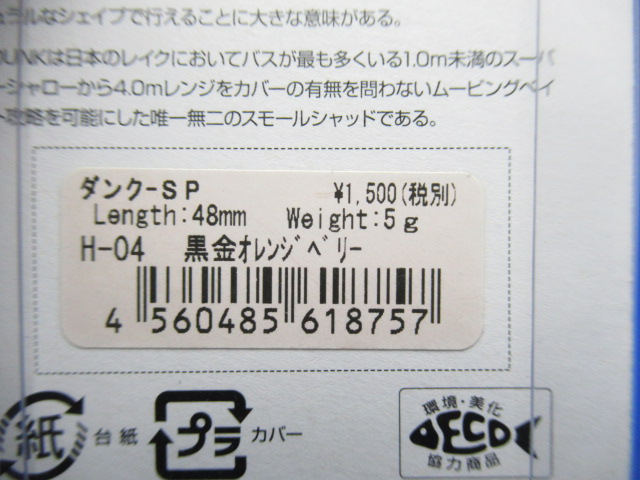 ュラルなシェイプで行えることに大きな意味がある。
UNKは日本のレイクにおいてバスが最も多くいる1.0m未満のスーパ
ーシャローから4.0mレンジをカバーの有無を問わないムービングベイ
ト攻略を可能にした唯一無二のスモールシャッドである。
ダンク-SP ¥1,500(税別)
Length:48mm Weight:5g
H-04 黒金オレンジベリー
4 560485 618757
紙 台紙 プラ カバー
環境・美化
ECO
協力商品